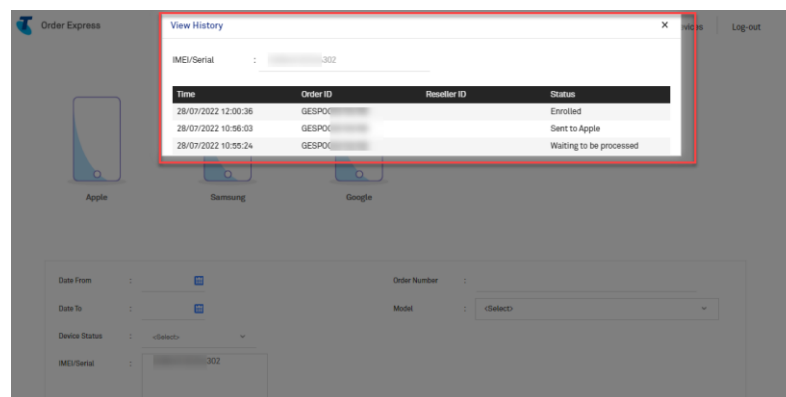 Order Express
View History
×
Log-out
IMEI/Serial : 302
Time Order ID Reseller ID Status
28/07/2022 12:00:36 GESPO Enrolled
28/07/2022 10:56:03 GESPO Sent to Apple
28/07/2022 10:55:24 GESPO Waiting to be processed
Apple Samsung Google
Date From : Order Number :
Date To : Model : <Select>
Device Status : <Select>
IMEI/Serial : 302